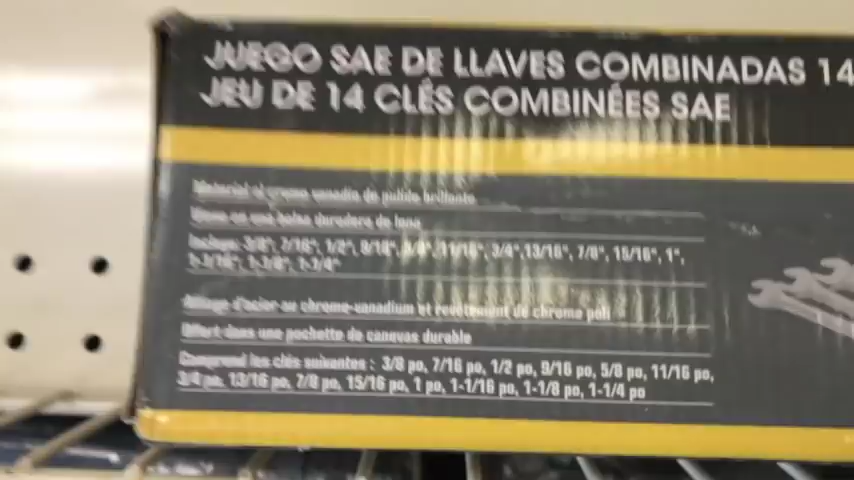 JUEGO SAE DE LLAVES COMBINADAS 14
JEU DE 14 CLÉS COMBINÉES SAE
Material al cromo vanadio de pulido brillante
Viene en una bolsa duradera de lona
Incluye: 3/8", 7/16", 1/2", 9/16", 11/16", 3/4",13/16", 7/8", 15/16", 1",
1-1/16", 1-1/8", 1-1/4"
Alliage d'acier au chrome-vanadium et revêtement de chrome poli
Offert dans une pochette de canevas durable
Comprend les clés suivantes : 3/8 po, 7/16 po, 1/2 po, 9/16 po, 5/8 po, 11/16 po,
3/4 po, 13/16 po, 7/8 po, 15/16 po, 1 po, 1-1/16 po, 1-1/8 po, 1-1/4 po